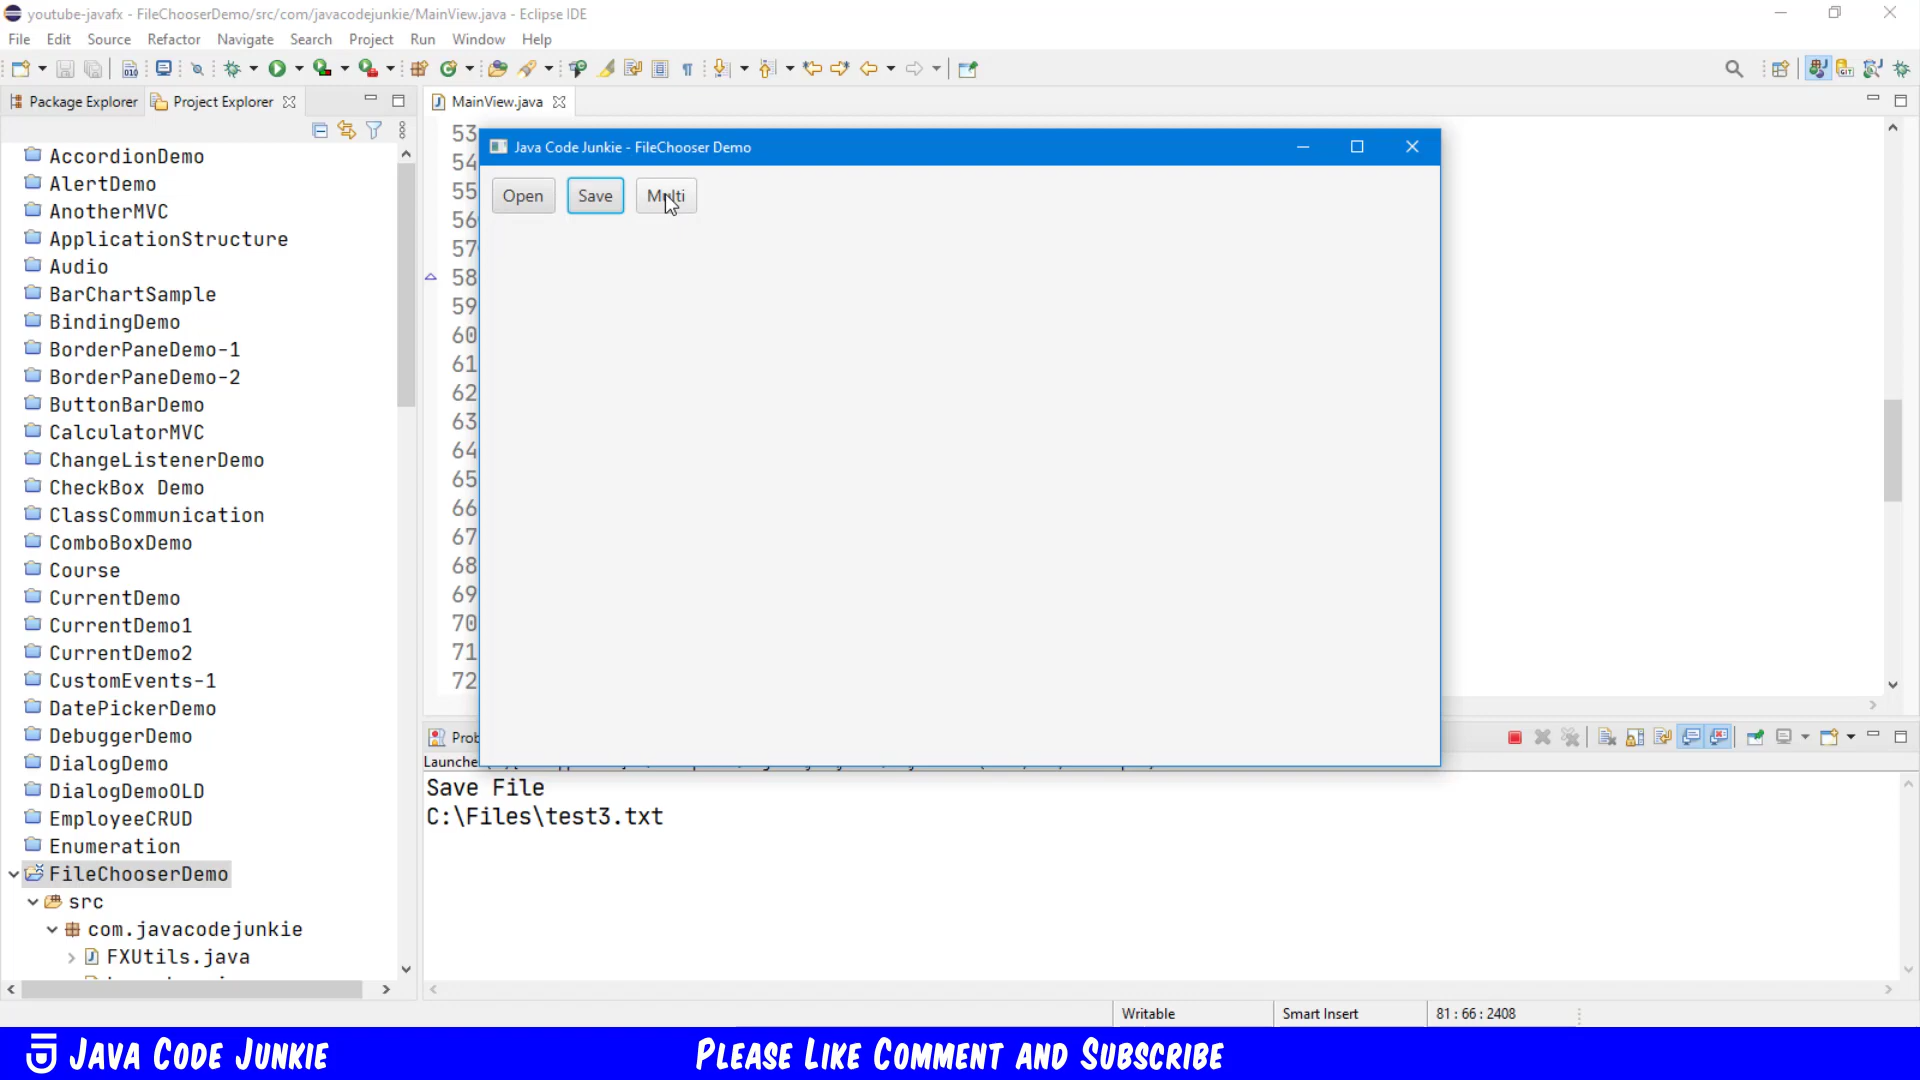 youtube-javafx - FileChooserDemo/src/com/javacodejunkie/MainView.java - Eclipse IDE
File Edit Source Refactor Navigate Search Project Run Window Help
Package Explorer Project Explorer
MainView.java
AccordionDemo
AlertDemo
AnotherMVC
ApplicationStructure
Audio
BarChartSample
BindingDemo
BorderPaneDemo-1
BorderPaneDemo-2
ButtonBarDemo
CalculatorMVC
ChangeListenerDemo
CheckBox Demo
ClassCommunication
ComboBoxDemo
Course
CurrentDemo
CurrentDemo1
CurrentDemo2
CustomEvents-1
DatePickerDemo
DebuggerDemo
DialogDemo
DialogDemoOLD
EmployeeCRUD
Enumeration
FileChooserDemo
src
com.javacodejunkie
FXUtils.java
53
54
55
56
57
58
59
60
61
62
63
64
65
66
67
68
69
70
71
72
Java Code Junkie - FileChooser Demo
Open Save Multi
Save File
C:\Files\test3.txt
Writable Smart Insert 81 : 66 : 2408
JAVA CODE JUNKIE
PLEASE LIKE COMMENT AND SUBSCRIBE